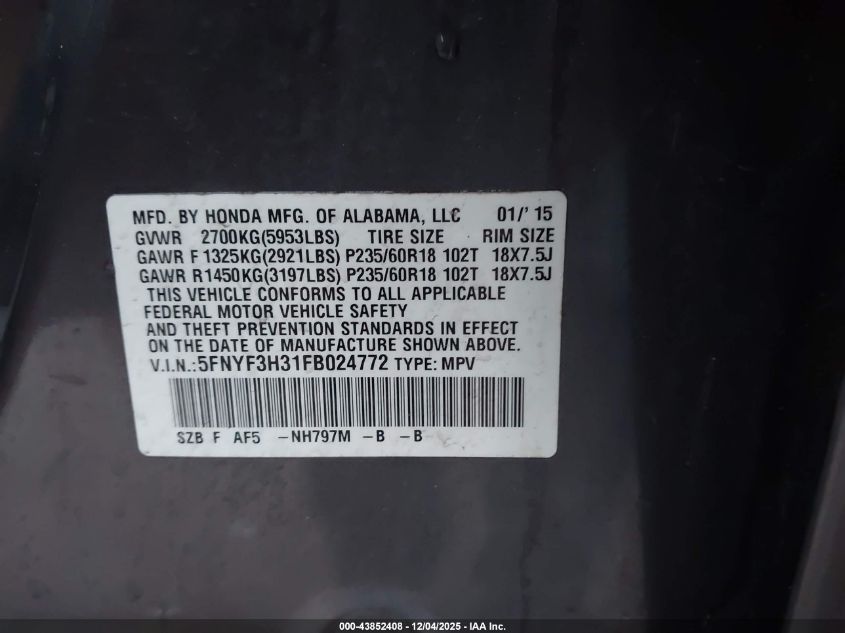 MFD. BY HONDA MFG. OF ALABAMA, LLC 01/'15
GVWR 2700KG(5953LBS) TIRE SIZE RIM SIZE
GAWR F 1325KG(2921LBS) P235/60R18 102T 18X7.5J
GAWR R1450KG(3197LBS) P235/60R18 102T 18X7.5J
THIS VEHICLE CONFORMS TO ALL APPLICABLE
FEDERAL MOTOR VEHICLE SAFETY
AND THEFT PREVENTION STANDARDS IN EFFECT
ON THE DATE OF MANUFACTURE SHOWN ABOVE.
V.I.N.:5FNYF3H31FB024772 TYPE: MPV
SZB F AF5 -NH797M -B -B
000-43852408 - 12/04/2025 - IAA Inc.